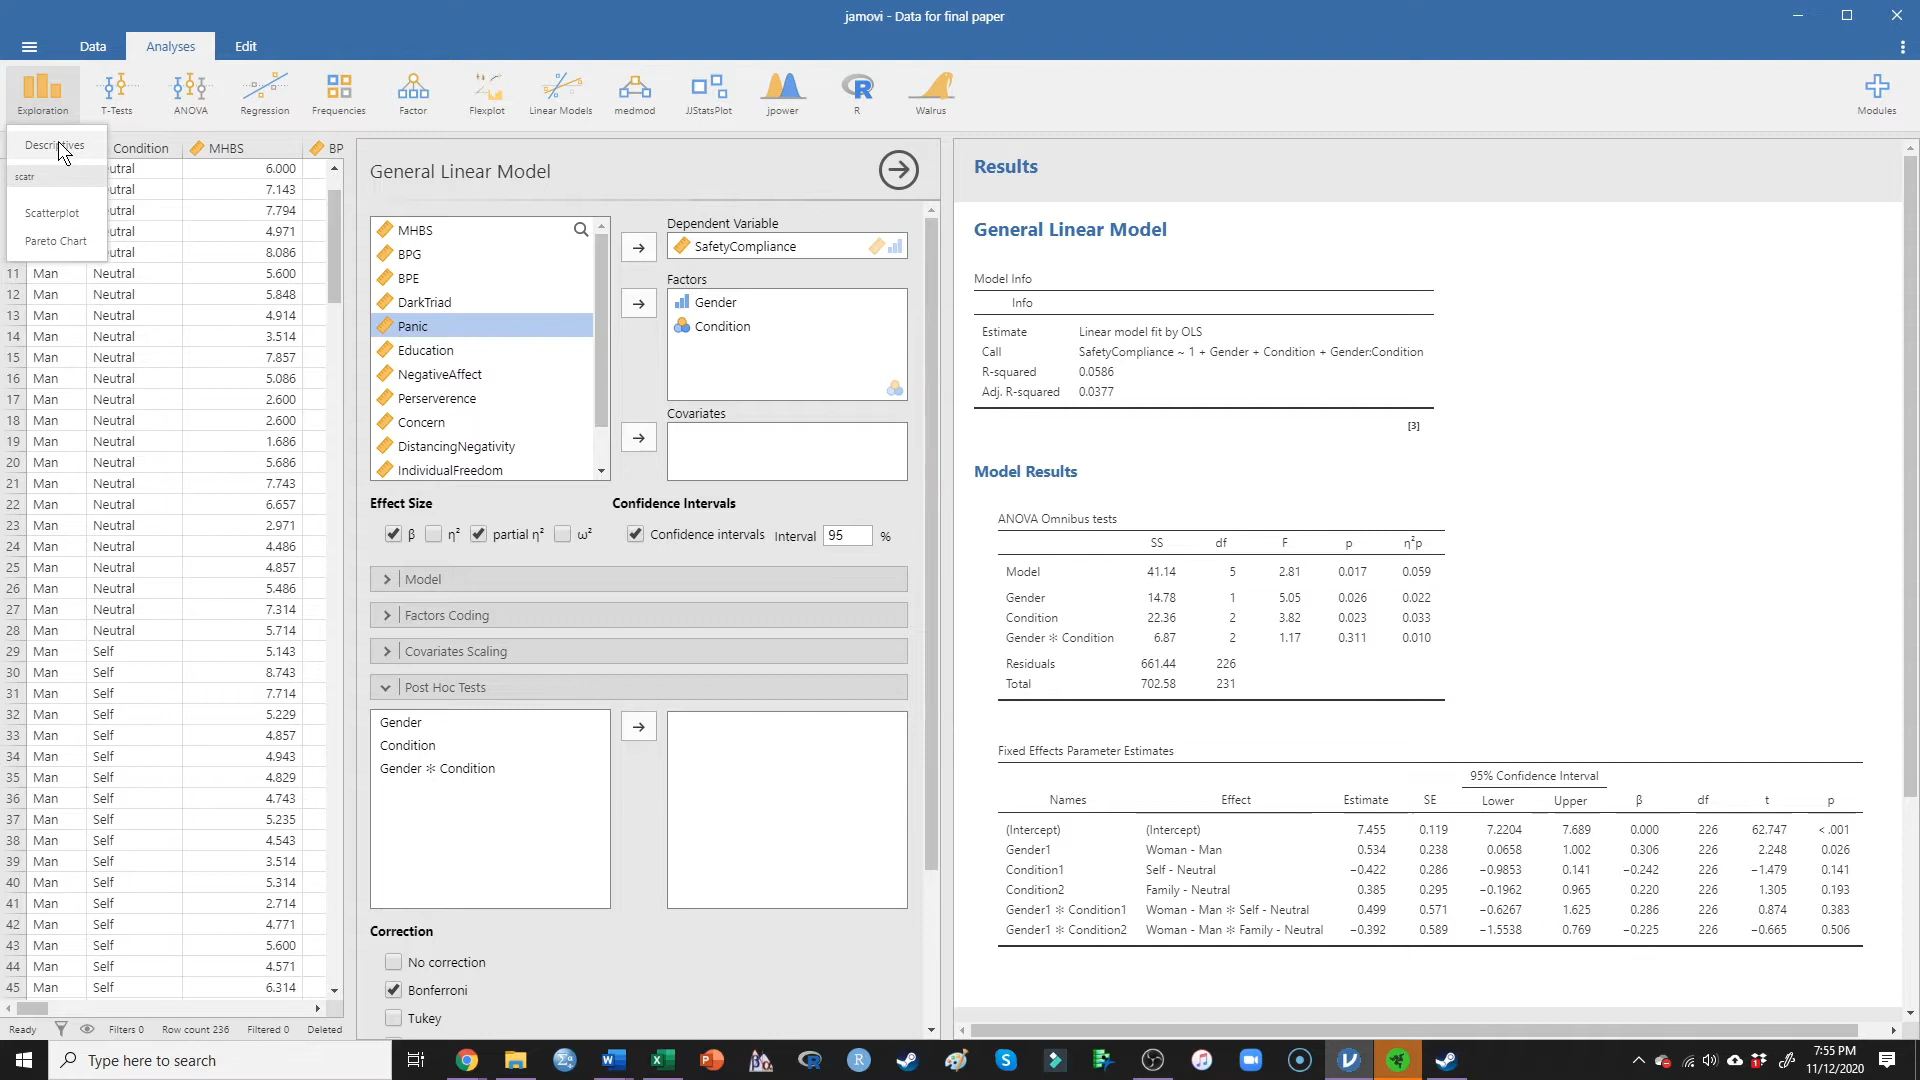 jamovi - Data for final paper
Data Analyses Edit
Exploration T-Tests ANOVA Regression Frequencies Factor Flexplot Linear Models medmod JJStatsPlot jpower R Walrus Modules
Descriptives
scatr
Scatterplot
Pareto Chart
Condition MHBS BP
utral 6.000
utral 7.143
utral 7.794
utral 4.971
utral 8.086
11 Man Neutral 5.600
12 Man Neutral 5.848
13 Man Neutral 4.914
14 Man Neutral 3.514
15 Man Neutral 7.857
16 Man Neutral 5.086
17 Man Neutral 2.600
18 Man Neutral 2.600
19 Man Neutral 1.686
20 Man Neutral 5.686
21 Man Neutral 7.743
22 Man Neutral 6.657
23 Man Neutral 2.971
24 Man Neutral 4.486
25 Man Neutral 4.857
26 Man Neutral 5.486
27 Man Neutral 7.314
28 Man Neutral 5.714
29 Man Self 5.143
30 Man Self 8.743
31 Man Self 7.714
32 Man Self 5.229
33 Man Self 4.857
34 Man Self 4.943
35 Man Self 4.829
36 Man Self 4.743
37 Man Self 5.235
38 Man Self 4.543
39 Man Self 3.514
40 Man Self 5.314
41 Man Self 2.714
42 Man Self 4.771
43 Man Self 5.600
44 Man Self 4.571
45 Man Self 6.314
Ready Filters 0 Row count 236 Filtered 0 Deleted
General Linear Model
MHBS
BPG
BPE
DarkTriad
Panic
Education
NegativeAffect
Perserverence
Concern
DistancingNegativity
IndividualFreedom
Dependent Variable
SafetyCompliance
Factors
Gender
Condition
Covariates
Effect Size
β η² partial η² ω²
Confidence Intervals
Confidence intervals Interval 95 %
Model
Factors Coding
Covariates Scaling
Post Hoc Tests
Gender
Condition
Gender ✻ Condition
Correction
No correction
Bonferroni
Tukey
Results
General Linear Model
Model Info
Info
Estimate Linear model fit by OLS
Call SafetyCompliance ~ 1 + Gender + Condition + Gender:Condition
R-squared 0.0586
Adj. R-squared 0.0377
[3]
Model Results
ANOVA Omnibus tests
SS df F p η²p
Model 41.14 5 2.81 0.017 0.059
Gender 14.78 1 5.05 0.026 0.022
Condition 22.36 2 3.82 0.023 0.033
Gender ✻ Condition 6.87 2 1.17 0.311 0.010
Residuals 661.44 226
Total 702.58 231
Fixed Effects Parameter Estimates
95% Confidence Interval
Names Effect Estimate SE Lower Upper β df t p
(Intercept) (Intercept) 7.455 0.119 7.2204 7.689 0.000 226 62.747 < .001
Gender1 Woman - Man 0.534 0.238 0.0658 1.002 0.306 226 2.248 0.026
Condition1 Self - Neutral −0.422 0.286 −0.9853 0.141 −0.242 226 −1.479 0.141
Condition2 Family - Neutral 0.385 0.295 −0.1962 0.965 0.220 226 1.305 0.193
Gender1 ✻ Condition1 Woman - Man ✻ Self - Neutral 0.499 0.571 −0.6267 1.625 0.286 226 0.874 0.383
Gender1 ✻ Condition2 Woman - Man ✻ Family - Neutral −0.392 0.589 −1.5538 0.769 −0.225 226 −0.665 0.506
Type here to search
7:55 PM
11/12/2020